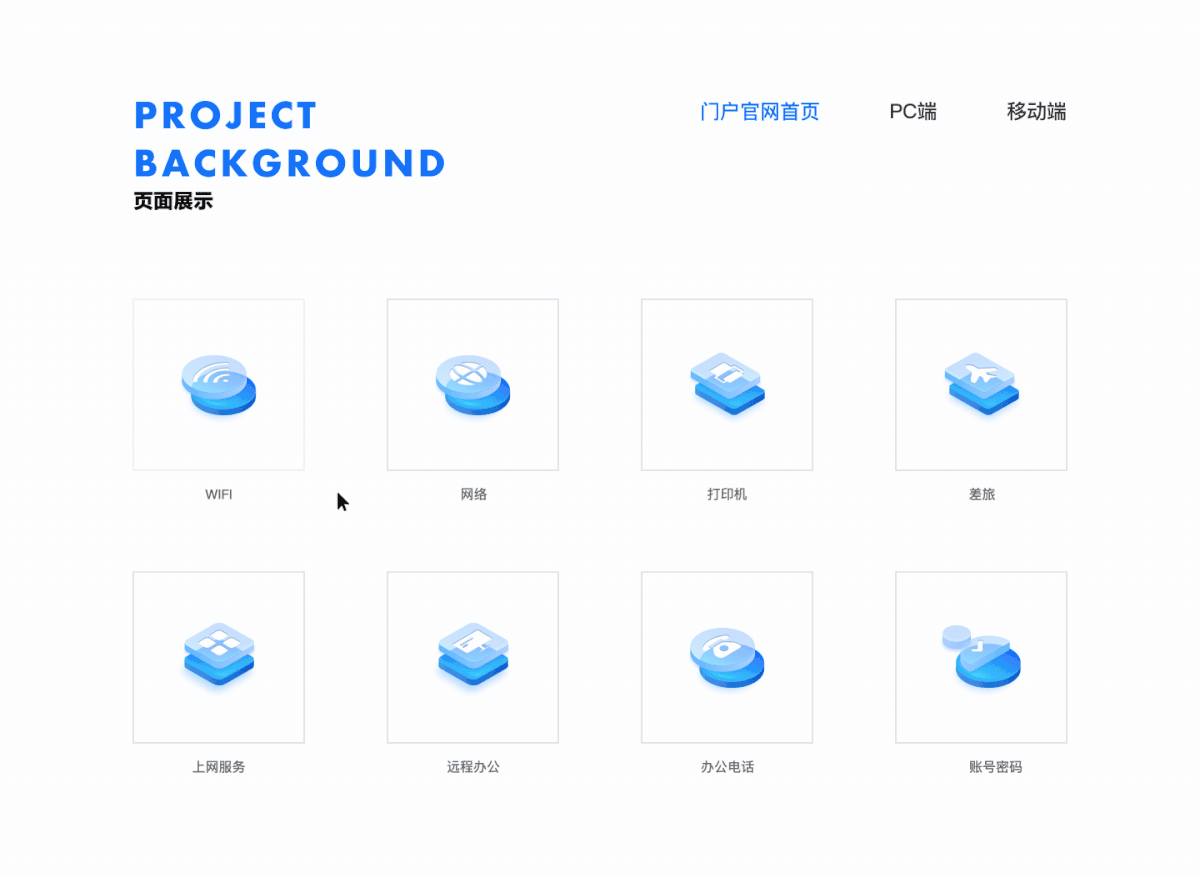 PROJECT
BACKGROUND
页面展示
门户官网首页
PC端
移动端
WIFI
网络
打印机
差旅
上网服务
远程办公
办公电话
账号密码